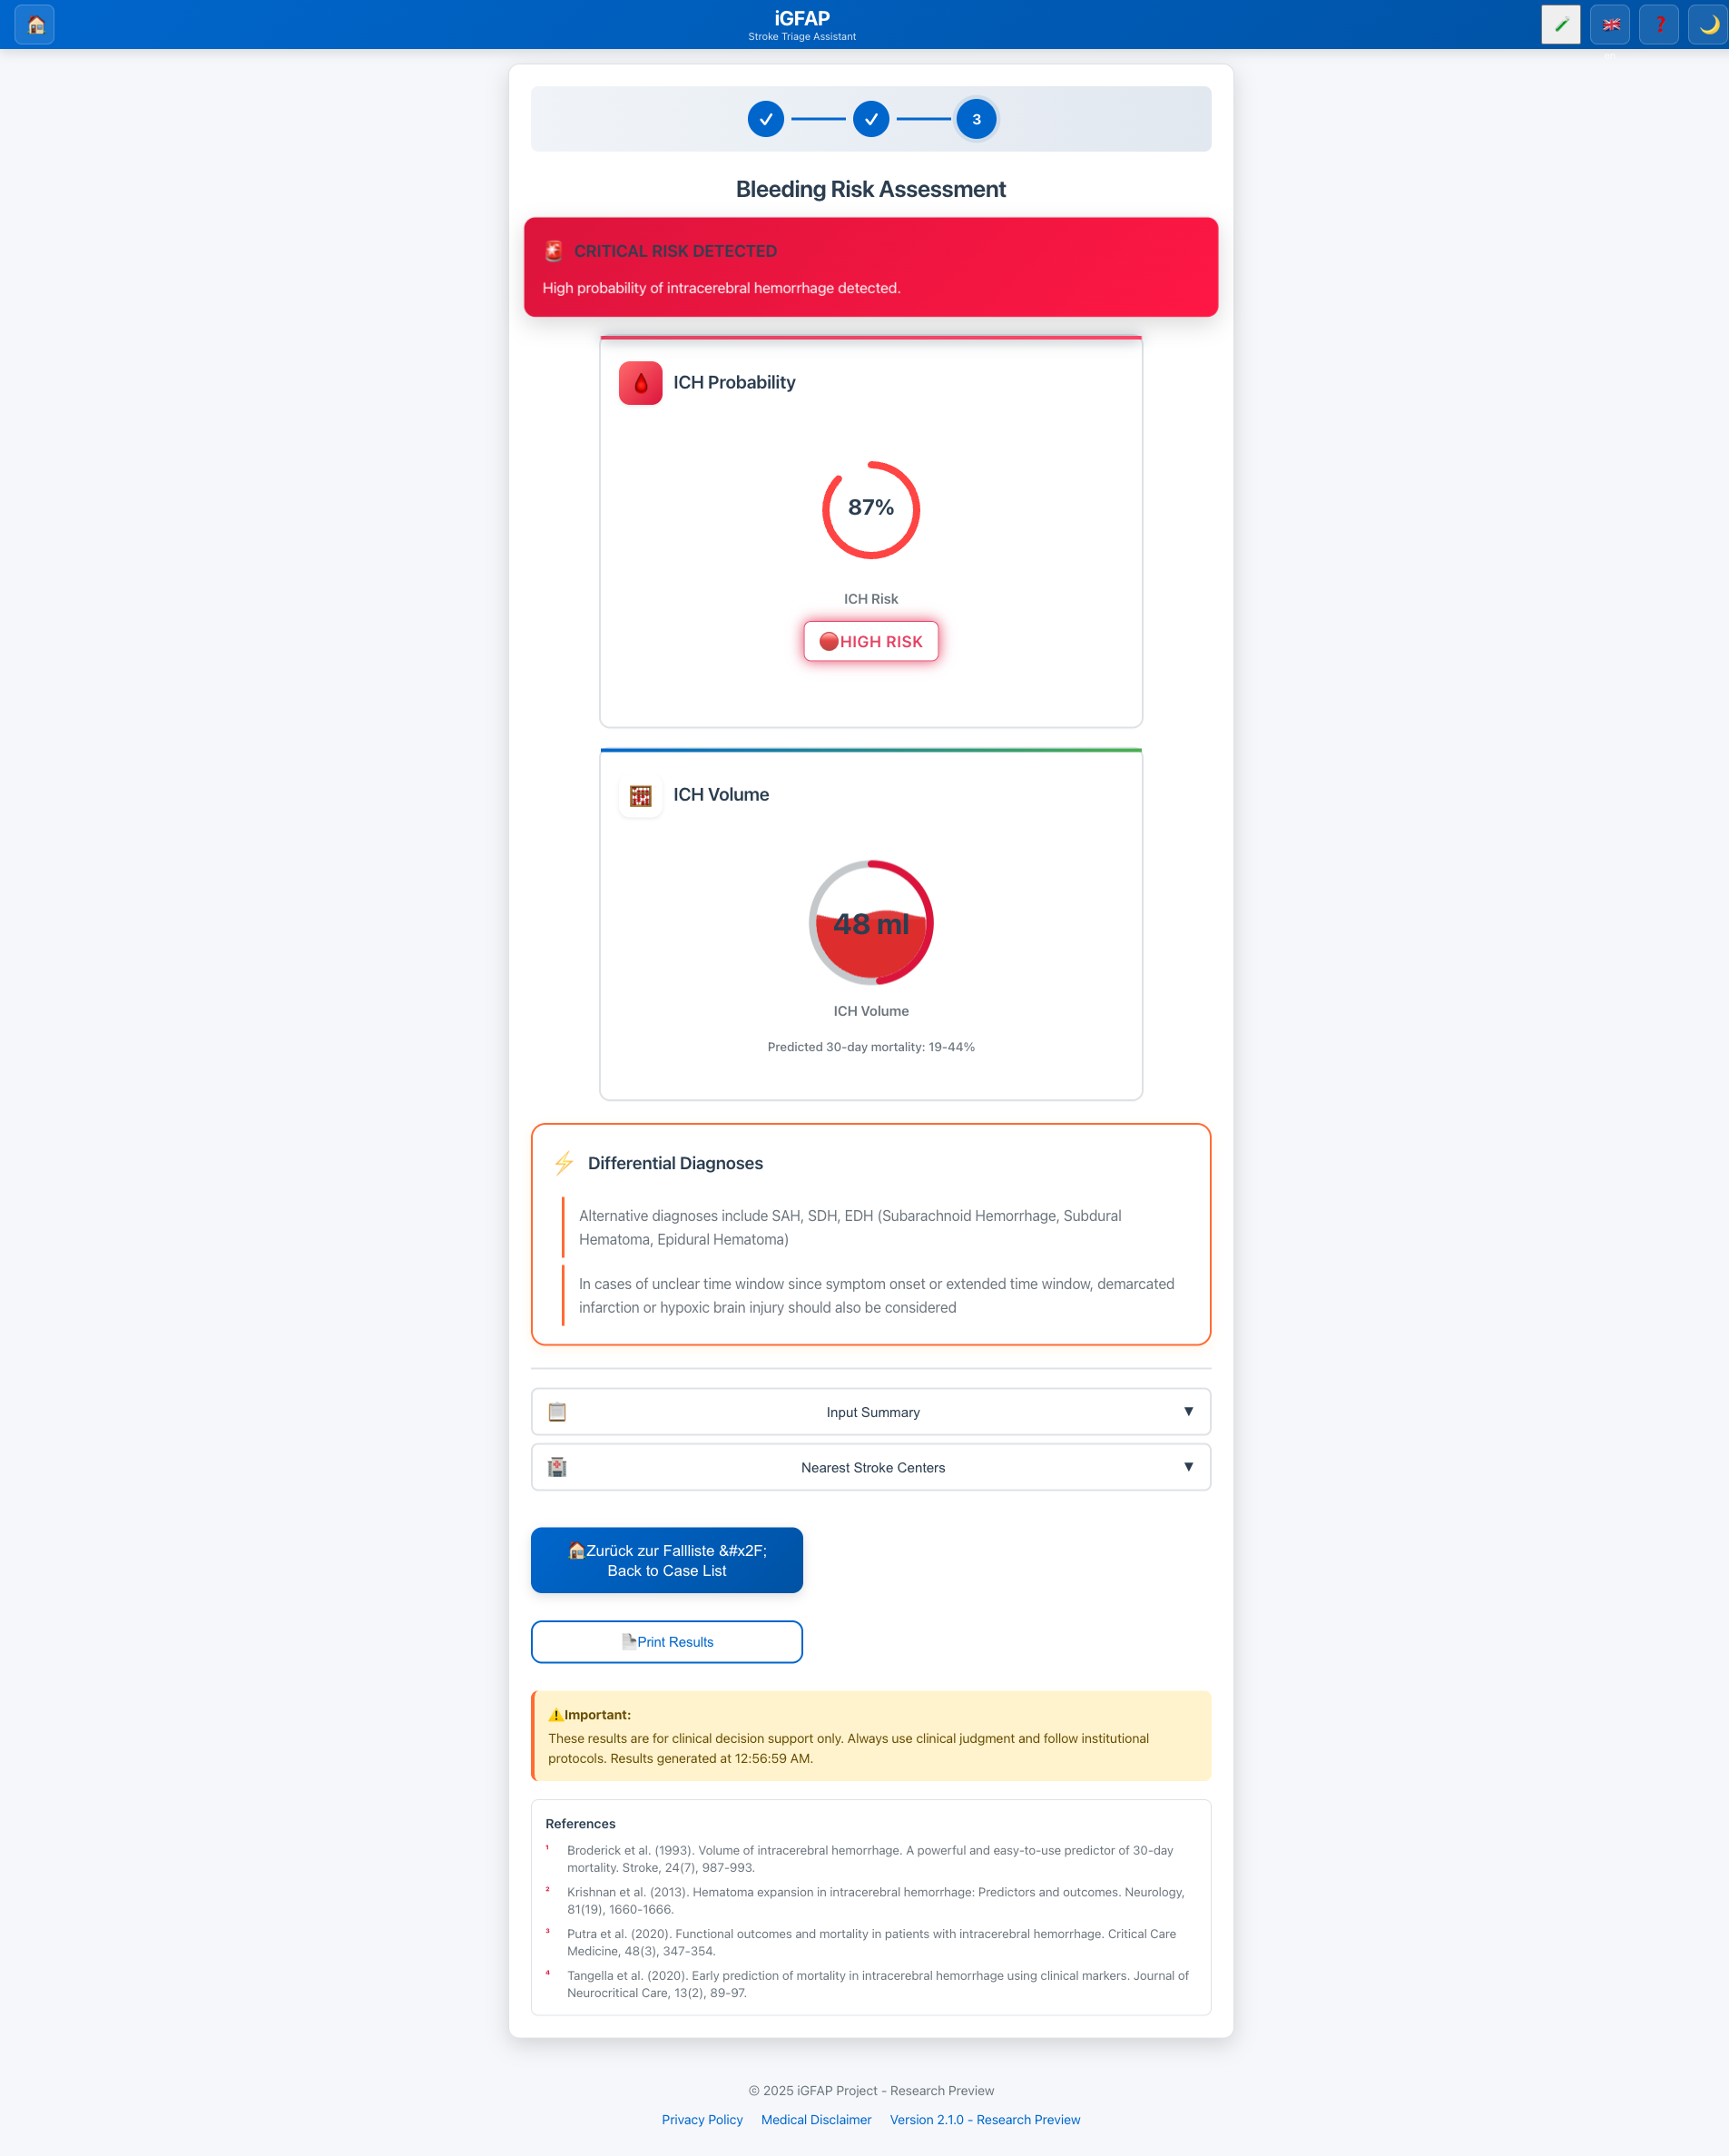 iGFAP
Stroke Triage Assistant
3
Bleeding Risk Assessment
CRITICAL RISK DETECTED
High probability of intracerebral hemorrhage detected.
ICH Probability
87%
ICH Risk
HIGH RISK
ICH Volume
48 ml
ICH Volume
Predicted 30-day mortality: 19-44%
Differential Diagnoses
Alternative diagnoses include SAH, SDH, EDH (Subarachnoid Hemorrhage, Subdural
Hematoma, Epidural Hematoma)
In cases of unclear time window since symptom onset or extended time window, demarcated
infarction or hypoxic brain injury should also be considered
Input Summary
Nearest Stroke Centers
Zurück zur Fallliste &#x2F;
Back to Case List
Print Results
Important:
These results are for clinical decision support only. Always use clinical judgment and follow institutional
protocols. Results generated at 12:56:59 AM.
References
¹ Broderick et al. (1993). Volume of intracerebral hemorrhage. A powerful and easy-to-use predictor of 30-day
mortality. Stroke, 24(7), 987-993.
² Krishnan et al. (2013). Hematoma expansion in intracerebral hemorrhage: Predictors and outcomes. Neurology,
81(19), 1660-1666.
³ Putra et al. (2020). Functional outcomes and mortality in patients with intracerebral hemorrhage. Critical Care
Medicine, 48(3), 347-354.
⁴ Tangella et al. (2020). Early prediction of mortality in intracerebral hemorrhage using clinical markers. Journal of
Neurocritical Care, 13(2), 89-97.
© 2025 iGFAP Project - Research Preview
Privacy Policy Medical Disclaimer Version 2.1.0 - Research Preview